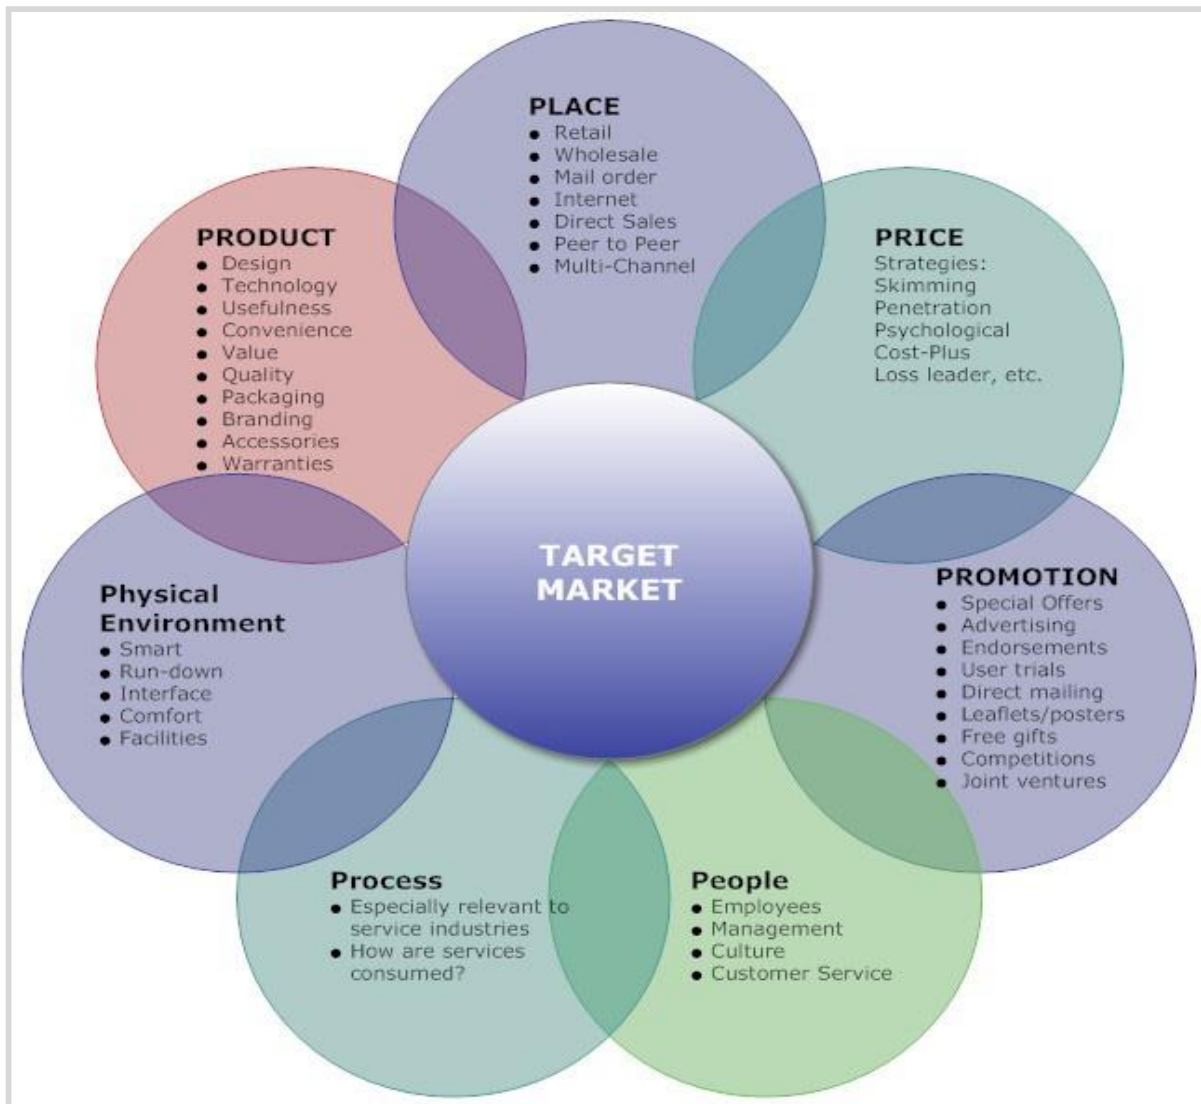 PLACE
● Retail
● Wholesale
● Mail order
● Internet
● Direct Sales
● Peer to Peer
● Multi-Channel
PRODUCT
● Design
● Technology
● Usefulness
● Convenience
● Value
● Quality
● Packaging
● Branding
● Accessories
● Warranties
PRICE
Strategies:
Skimming
Penetration
Psychological
Cost-Plus
Loss leader, etc.
TARGET
MARKET
Physical
Environment
● Smart
● Run-down
● Interface
● Comfort
● Facilities
PROMOTION
● Special Offers
● Advertising
● Endorsements
● User trials
● Direct mailing
● Leaflets/posters
● Free gifts
● Competitions
● Joint ventures
Process
● Especially relevant to
service industries
● How are services
consumed?
People
● Employees
● Management
● Culture
● Customer Service